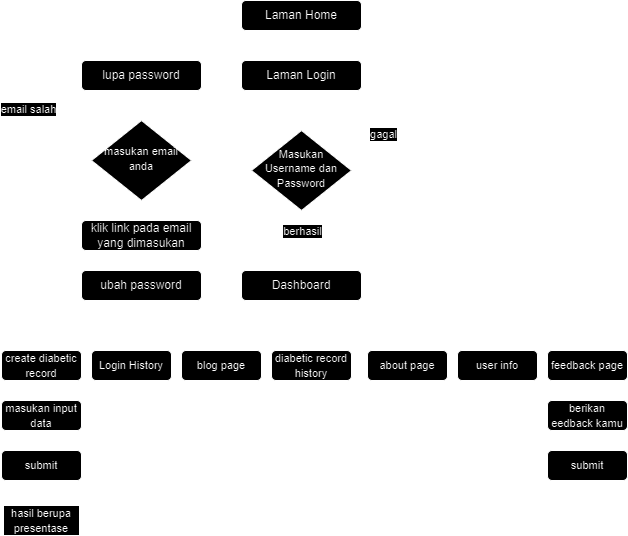 Laman Home
lupa password
Laman Login
email salah
gagal
masukan email
anda
Masukan
Username dan
Password
klik link pada email
yang dimasukan
berhasil
ubah password
Dashboard
create diabetic
record
Login History
blog page
diabetic record
history
about page
user info
feedback page
masukan input
data
berikan
eedback kamu
submit
submit
hasil berupa
presentase